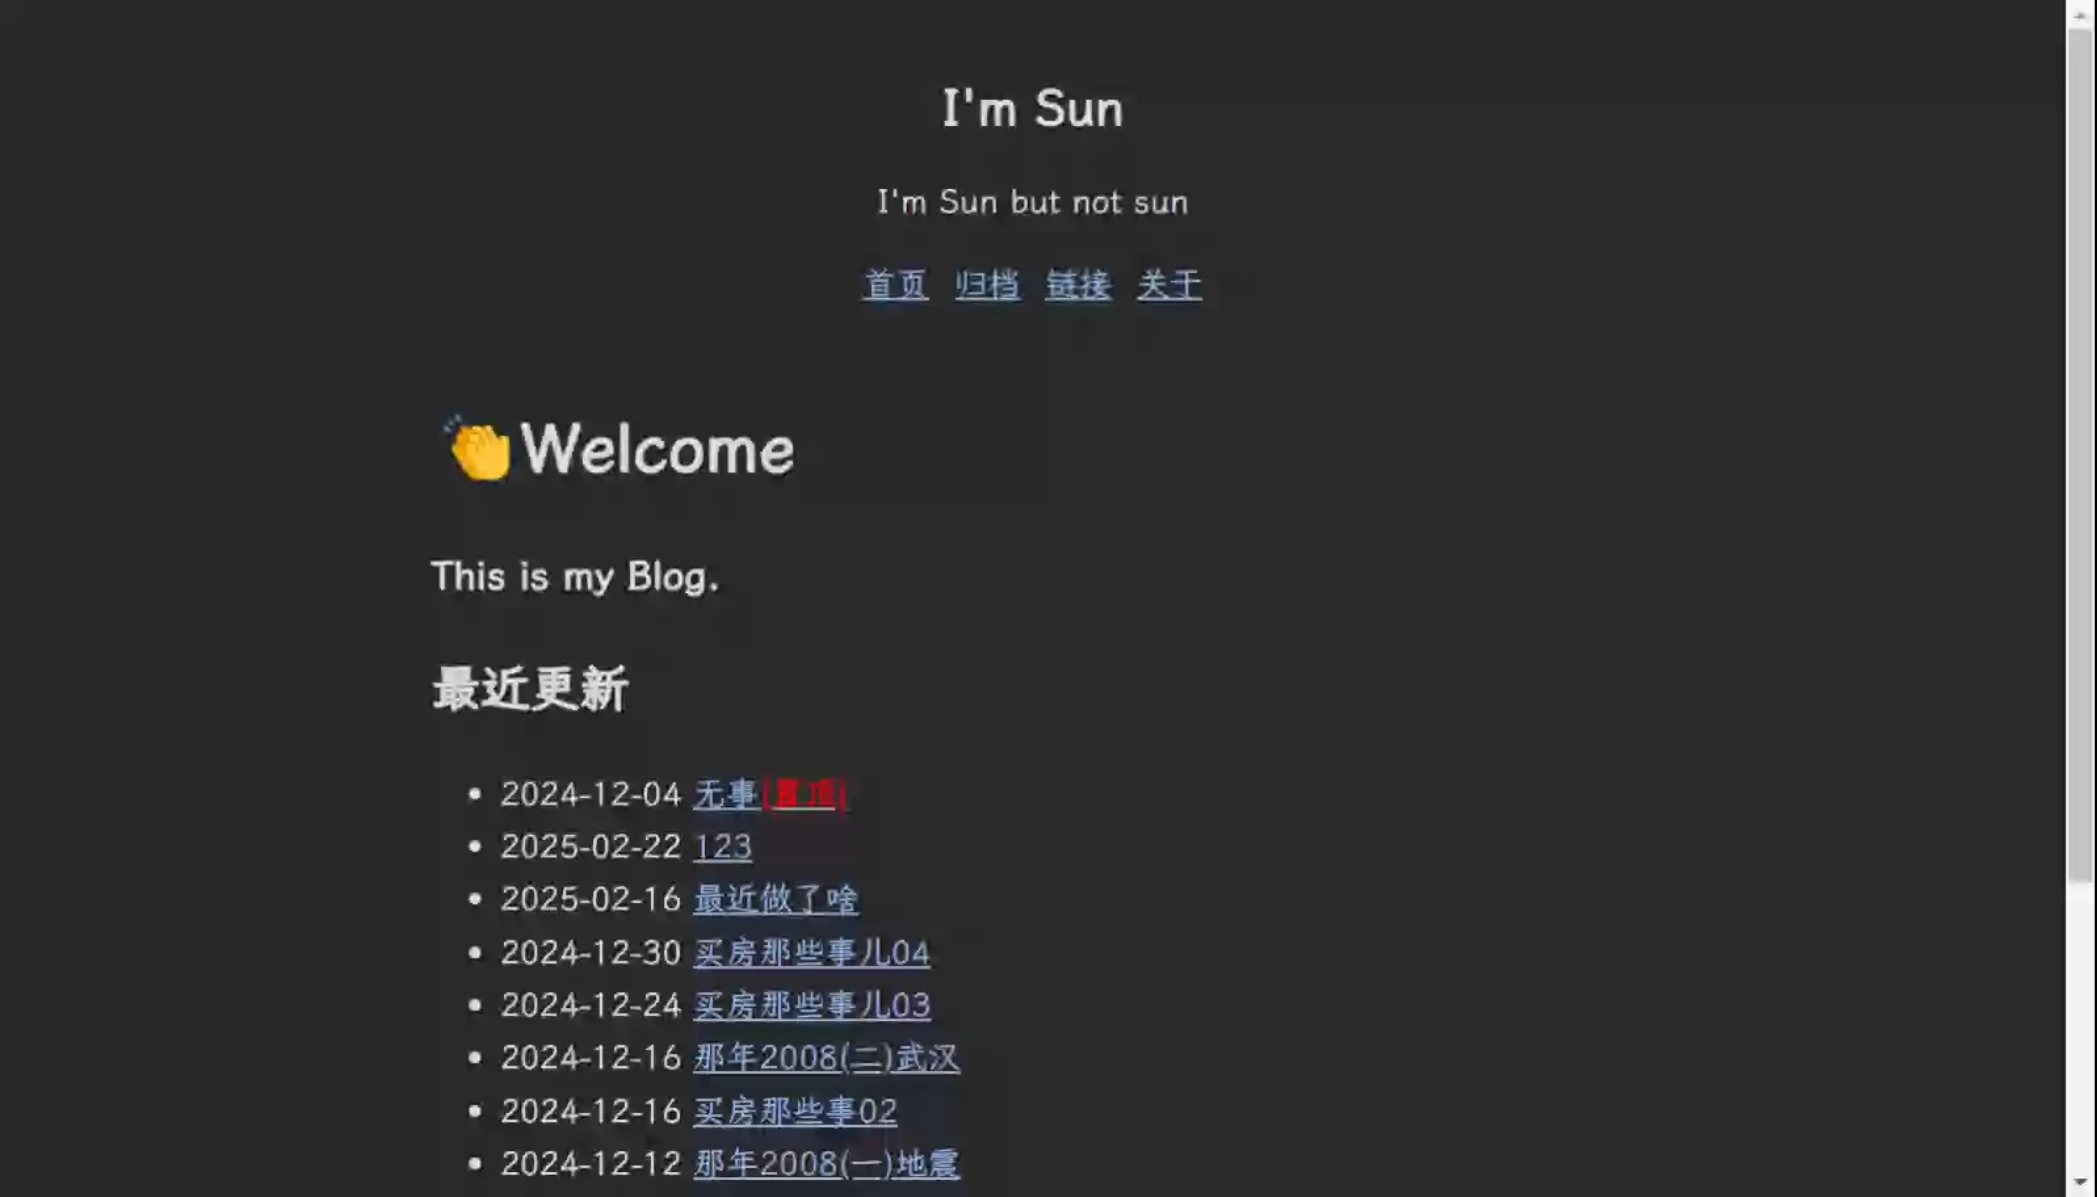 I'm Sun
I'm Sun but not sun
首页 归档 链接 关于
👏Welcome
This is my Blog.
最近更新
2024-12-04 无事[置顶]
2025-02-22 123
2025-02-16 最近做了啥
2024-12-30 买房那些事儿04
2024-12-24 买房那些事儿03
2024-12-16 那年2008(二)武汉
2024-12-16 买房那些事02
2024-12-12 那年2008(一)地震